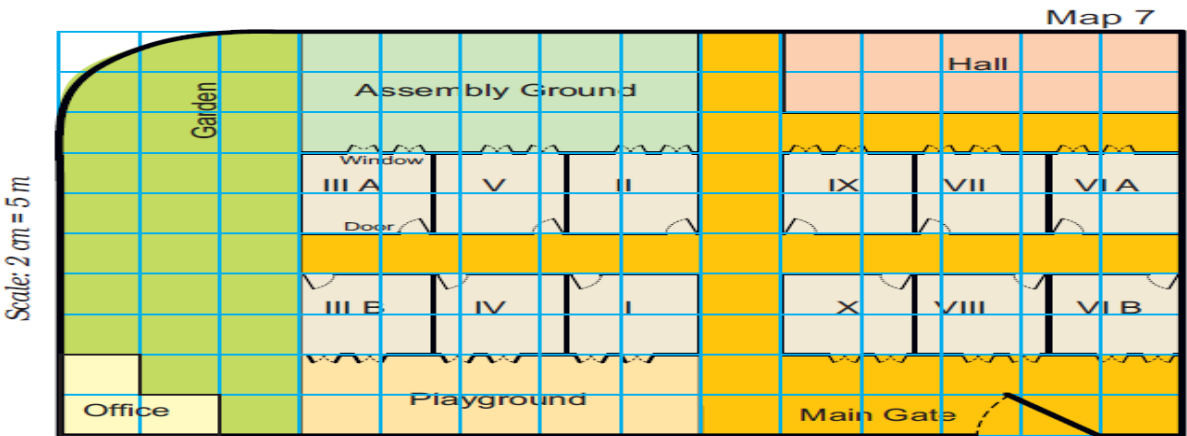 Map 7
Hall
Assembly Ground
Garden
Window
III A V II IX VII VI A
Door
Scale: 2 cm = 5 m
III B IV I X VIII VI B
Playground
Office
Main Gate